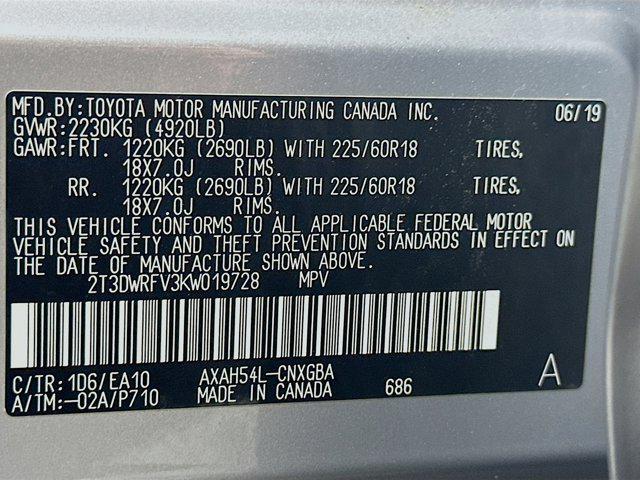 MFD.BY:TOYOTA MOTOR MANUFACTURING CANADA INC. 06/19
GVWR:2230KG (4920LB)
GAWR:FRT. 1220KG (2690LB) WITH 225/60R18 TIRES,
18X7.0J RIMS.
RR. 1220KG (2690LB) WITH 225/60R18 TIRES,
18X7.0J RIMS.
THIS VEHICLE CONFORMS TO ALL APPLICABLE FEDERAL MOTOR
VEHICLE SAFETY AND THEFT PREVENTION STANDARDS IN EFFECT ON
THE DATE OF MANUFACTURE SHOWN ABOVE.
2T3DWRFV3KW019728 MPV
C/TR:1D6/EA10 AXAH54L-CNXGBA
A/TM:-02A/P710 MADE IN CANADA 686 A